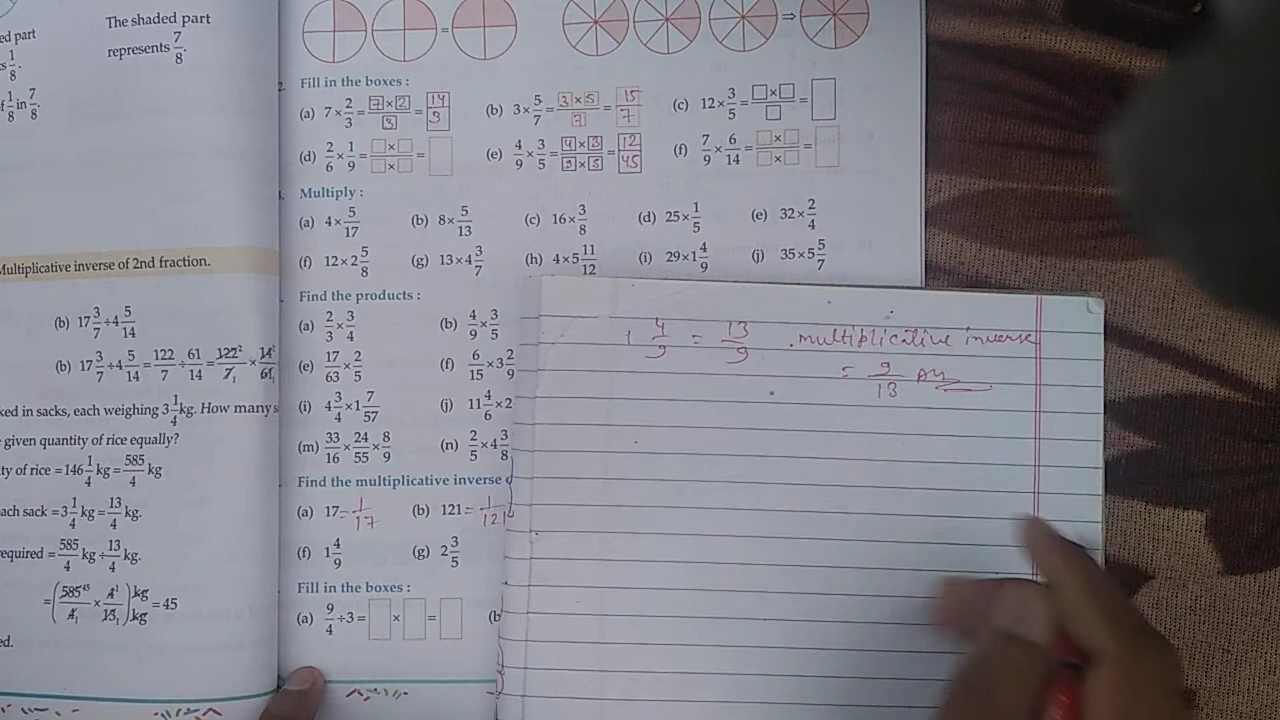 ed part
s 1/8.
f 1/8 in 7/8.
The shaded part
represents 7/8.
Multiplicative inverse of 2nd fraction.
(b) 17 3/7 ÷ 4 5/14
(b) 17 3/7 ÷ 4 5/14 = 122/7 ÷ 61/14 = 122²/7₁ × 14²/61₁
ked in sacks, each weighing 3 1/4 kg. How many s
given quantity of rice equally?
ty of rice = 146 1/4 kg = 585/4 kg
ach sack = 3 1/4 kg = 13/4 kg.
required = 585/4 kg ÷ 13/4 kg.
= (585⁴⁵/4₁ × 4¹/13₁) kg/kg = 45
ed.
= ⇒
2. Fill in the boxes :
(a) 7 × 2/3 = 7 × 2/3 = 14/3 (b) 3 × 5/7 = 3 × 5/7 = 15/7 (c) 12 × 3/5 = □×□/□ = □
(d) 2/6 × 1/9 = □×□/□×□ = □ (e) 4/9 × 3/5 = 4 × 3/9 × 5 = 12/45 (f) 7/9 × 6/14 = □×□/□×□ = □
Multiply :
(a) 4 × 5/17 (b) 8 × 5/13 (c) 16 × 3/8 (d) 25 × 1/5 (e) 32 × 2/4
(f) 12 × 2 5/8 (g) 13 × 4 3/7 (h) 4 × 5 11/12 (i) 29 × 1 4/9 (j) 35 × 5 5/7
Find the products :
(a) 2/3 × 3/4 (b) 4/9 × 3/5
(e) 17/63 × 2/5 (f) 6/15 × 3 2/9
(i) 4 3/4 × 1 7/57 (j) 11 4/6 × 2
(m) 33/16 × 24/55 × 8/9 (n) 2/5 × 4 3/8
Find the multiplicative inverse
(a) 17 = 1/17 (b) 121 = 1/121
(f) 1 4/9 (g) 2 3/5
Fill in the boxes :
(a) 9/4 ÷ 3 = □ × □ = □ (b
1 4/9 = 13/9 . multiplicative inverse
= 9/13 Ans